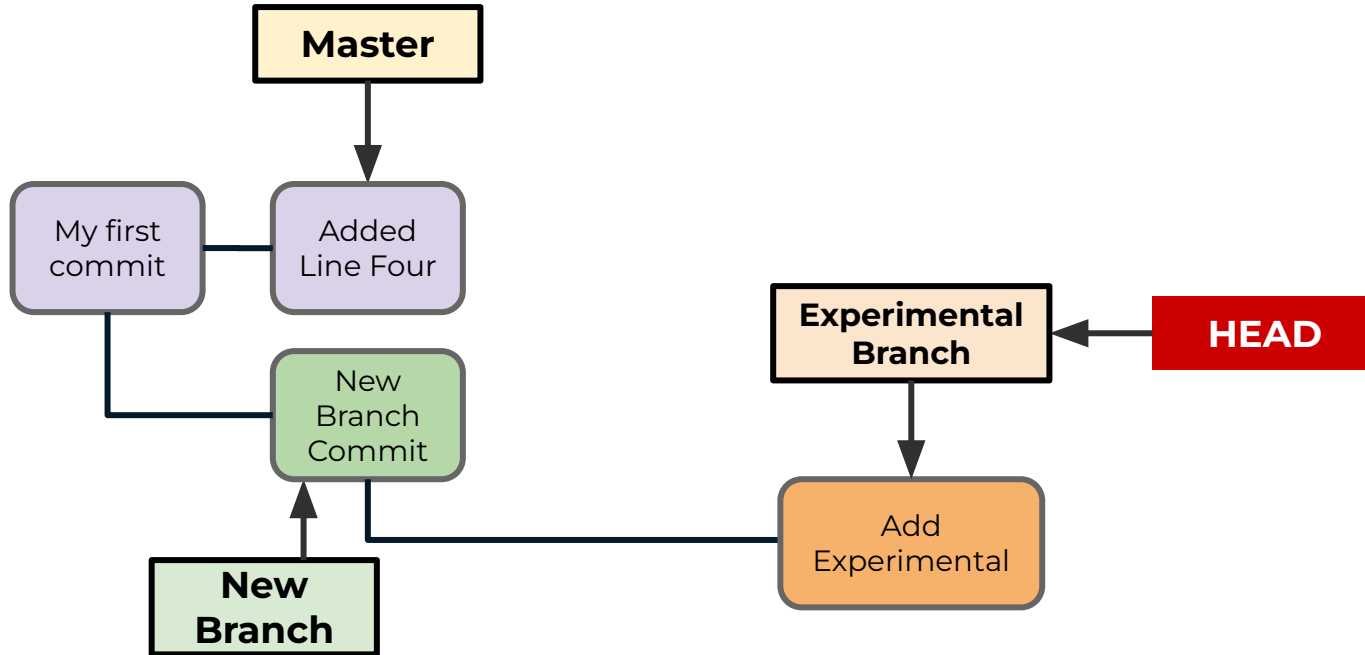 Master
My first
commit
Added
Line Four
Experimental
Branch
HEAD
New
Branch
Commit
Add
Experimental
New
Branch